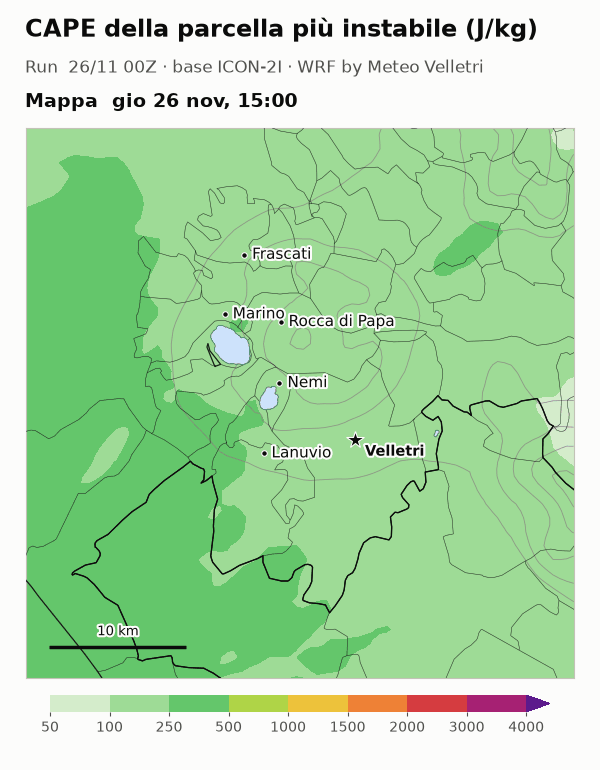 CAPE della parcella più instabile (J/kg)
Run  26/11 00Z · base ICON-2I · WRF by Meteo Velletri
Mappa  gio 26 nov, 15:00
Frascati
Marino
Rocca di Papa
Nemi
Lanuvio
Velletri
10 km
50 100 250 500 1000 1500 2000 3000 4000